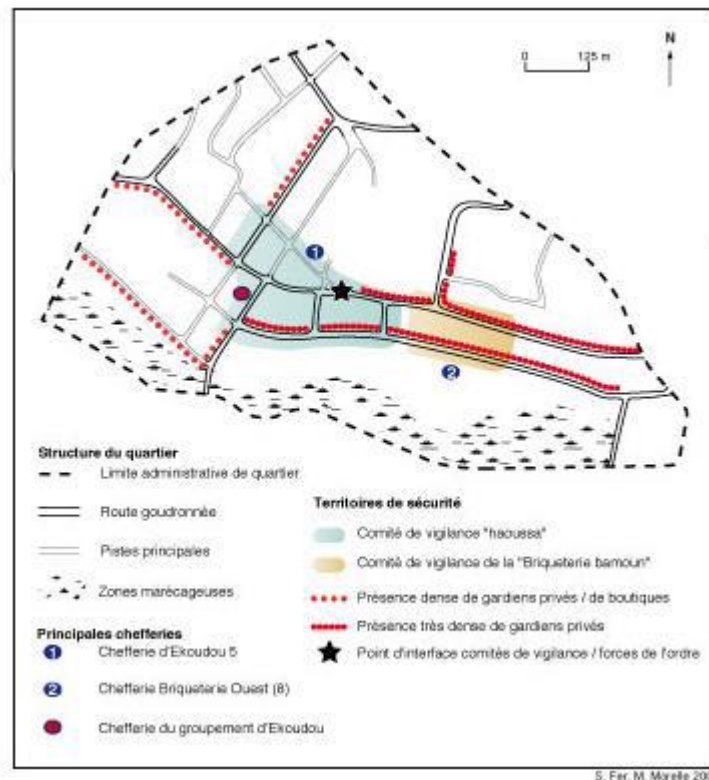 0 125 m
N
1
2
Structure du quartier
Limite administrative de quartier
Route goudronnée
Pistes principales
Zones marécageuses
Principales chefferies
1 Chefferie d'Ekoudou 5
2 Chefferie Briqueterie Ouest (8)
Chefferie du groupement d'Ekoudou
Territoires de sécurité
Comité de vigilance "haoussa"
Comité de vigilance de la "Briqueterie bamoun"
Présence dense de gardiens privés / de boutiques
Présence très dense de gardiens privés
Point d'interface comités de vigilance / forces de l'ordre
S. Fer, M. Morelle